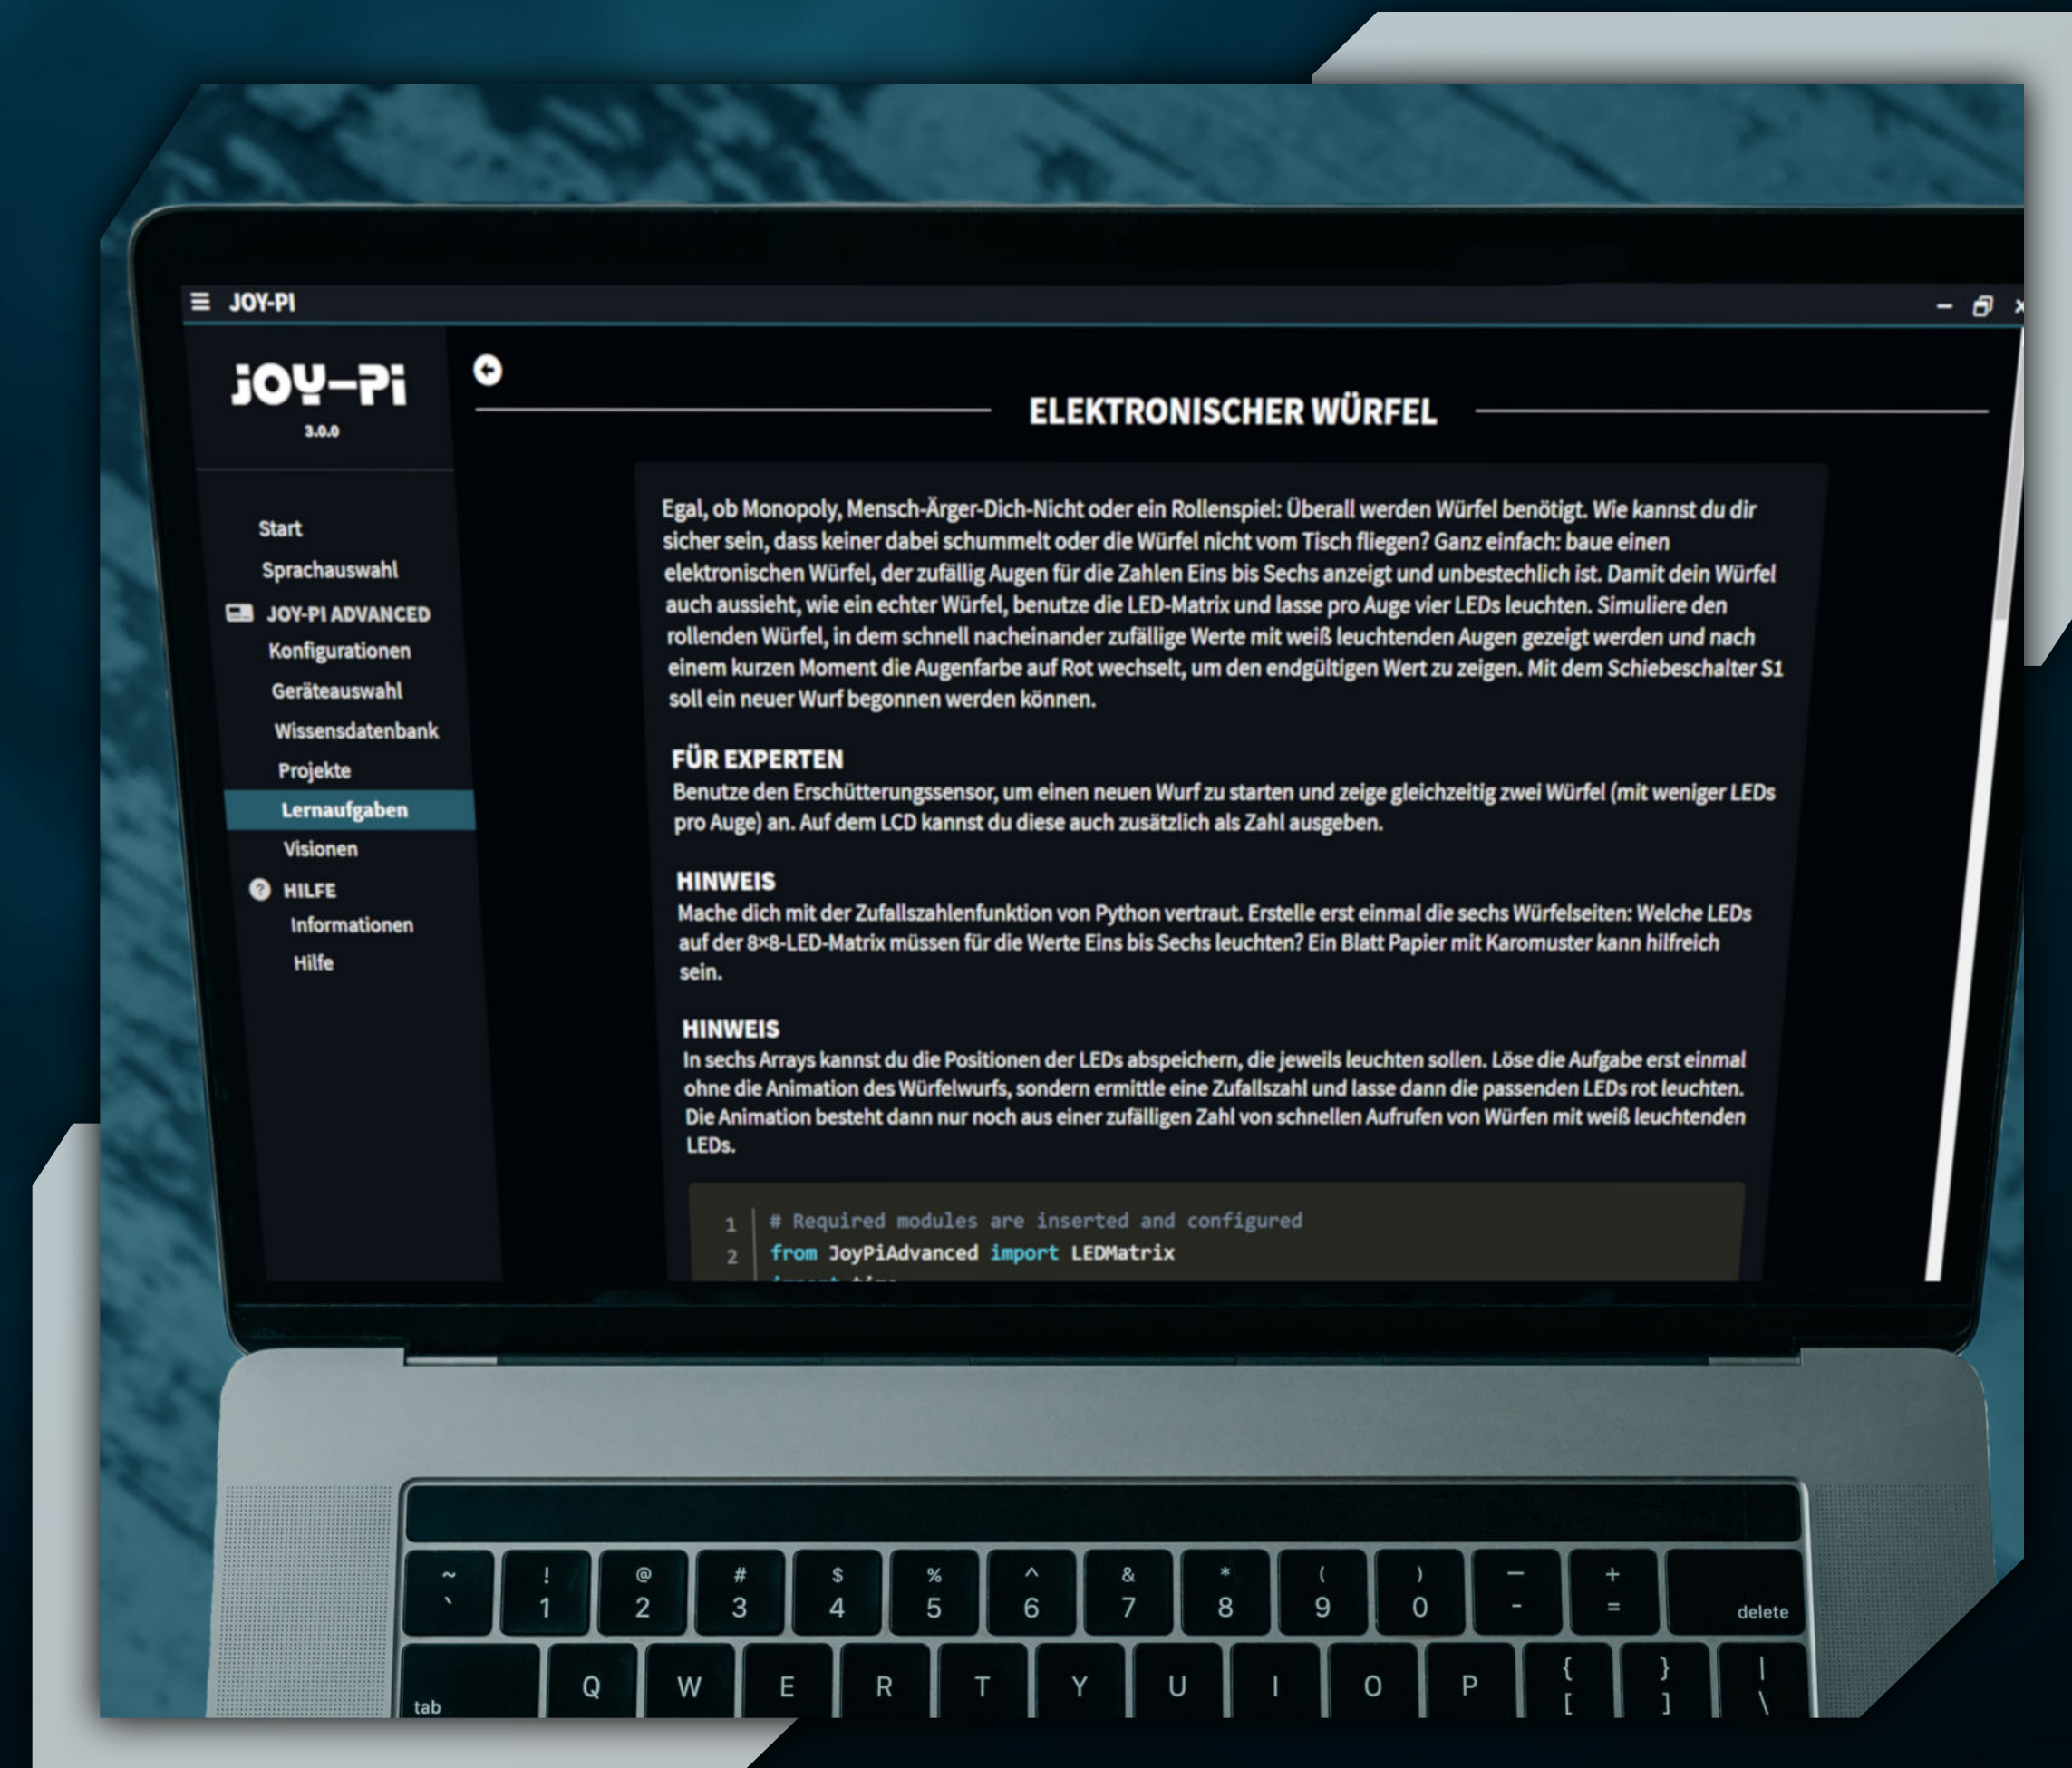 JOY-PI
JOY-Pi
3.0.0
Start
Sprachauswahl
JOY-PI ADVANCED
Konfigurationen
Geräteauswahl
Wissensdatenbank
Projekte
Lernaufgaben
Visionen
HILFE
Informationen
Hilfe
ELEKTRONISCHER WÜRFEL
Egal, ob Monopoly, Mensch-Ärger-Dich-Nicht oder ein Rollenspiel: Überall werden Würfel benötigt. Wie kannst du dir
sicher sein, dass keiner dabei schummelt oder die Würfel nicht vom Tisch fliegen? Ganz einfach: baue einen
elektronischen Würfel, der zufällig Augen für die Zahlen Eins bis Sechs anzeigt und unbestechlich ist. Damit dein Würfel
auch aussieht, wie ein echter Würfel, benutze die LED-Matrix und lasse pro Auge vier LEDs leuchten. Simuliere den
rollenden Würfel, in dem schnell nacheinander zufällige Werte mit weiß leuchtenden Augen gezeigt werden und nach
einem kurzen Moment die Augenfarbe auf Rot wechselt, um den endgültigen Wert zu zeigen. Mit dem Schiebeschalter S1
soll ein neuer Wurf begonnen werden können.
FÜR EXPERTEN
Benutze den Erschütterungssensor, um einen neuen Wurf zu starten und zeige gleichzeitig zwei Würfel (mit weniger LEDs
pro Auge) an. Auf dem LCD kannst du diese auch zusätzlich als Zahl ausgeben.
HINWEIS
Mache dich mit der Zufallszahlenfunktion von Python vertraut. Erstelle erst einmal die sechs Würfelseiten: Welche LEDs
auf der 8×8-LED-Matrix müssen für die Werte Eins bis Sechs leuchten? Ein Blatt Papier mit Karomuster kann hilfreich
sein.
HINWEIS
In sechs Arrays kannst du die Positionen der LEDs abspeichern, die jeweils leuchten sollen. Löse die Aufgabe erst einmal
ohne die Animation des Würfelwurfs, sondern ermittle eine Zufallszahl und lasse dann die passenden LEDs rot leuchten.
Die Animation besteht dann nur noch aus einer zufälligen Zahl von schnellen Aufrufen von Würfen mit weiß leuchtenden
LEDs.
1 # Required modules are inserted and configured
2 from JoyPiAdvanced import LEDMatrix
~ ! @ # $ % ^ & * ( ) — +
` 1 2 3 4 5 6 7 8 9 0 - = delete
tab Q W E R T Y U I O P { } |
[ ] \